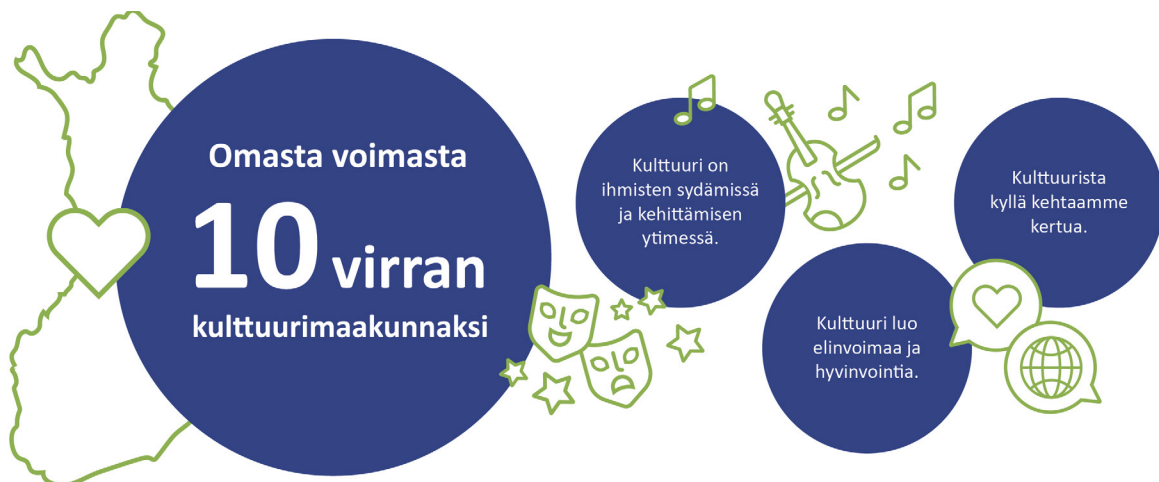 Omasta voimasta
10 virran
kulttuurimaakunnaksi
Kulttuuri on
ihmisten sydämissä
ja kehittämisen
ytimessä.
Kulttuuri luo
elinvoimaa ja
hyvinvointia.
Kulttuurista
kyllä kehtaamme
kertua.